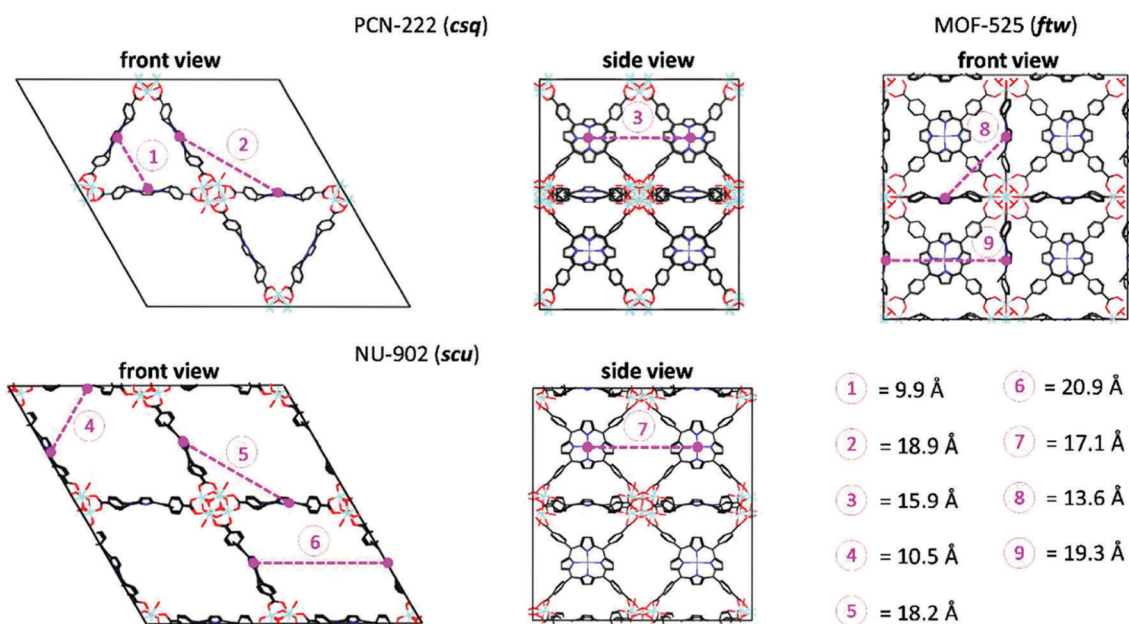 PCN-222 (csq)
MOF-525 (ftw)
front view
side view
front view
1
2
3
8
9
NU-902 (scu)
front view
side view
4
5
6
7
1 = 9.9 Å
6 = 20.9 Å
2 = 18.9 Å
7 = 17.1 Å
3 = 15.9 Å
8 = 13.6 Å
4 = 10.5 Å
9 = 19.3 Å
5 = 18.2 Å